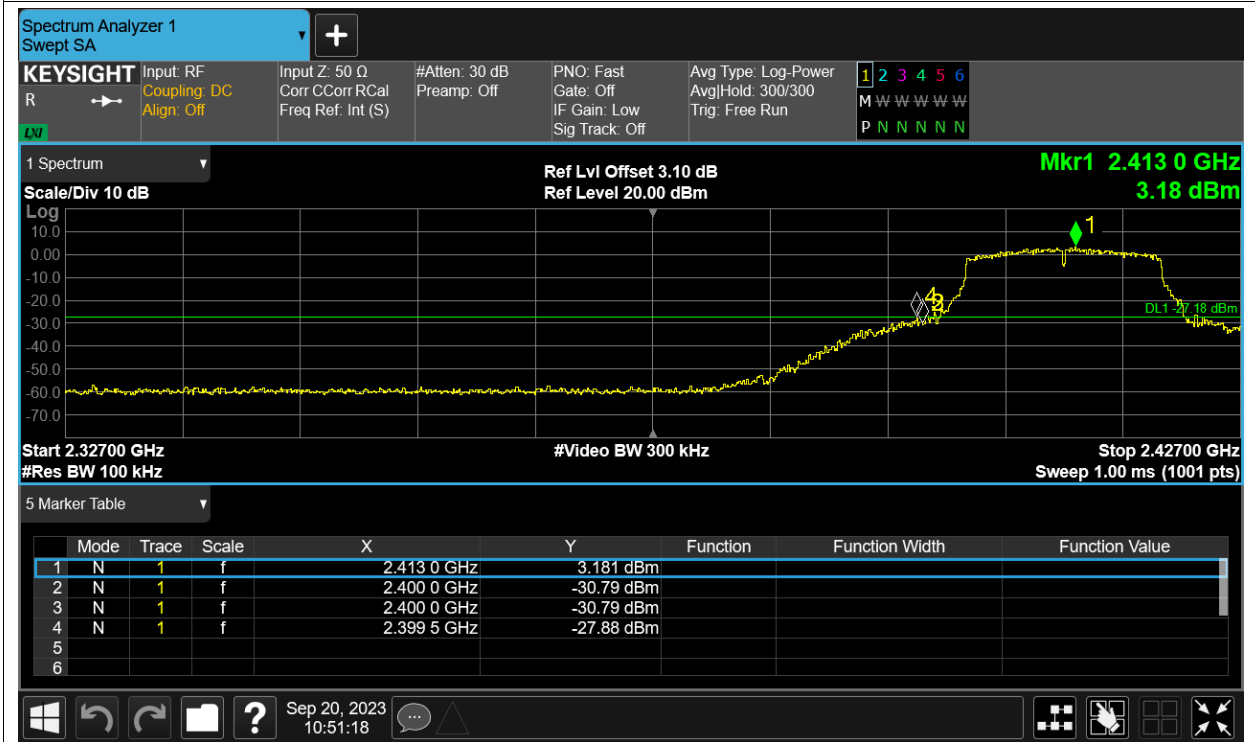 Spectrum Analyzer 1
Swept SA
+
KEYSIGHT Input: RF Input Z: 50 Ω #Atten: 30 dB PNO: Fast Avg Type: Log-Power 1 2 3 4 5 6
R Coupling: DC Corr CCorr RCal Preamp: Off Gate: Off Avg|Hold: 300/300 M W W W W W
Align: Off Freq Ref: Int (S) IF Gain: Low Trig: Free Run
LXI Sig Track: Off P N N N N N
1 Spectrum Ref Lvl Offset 3.10 dB Mkr1 2.413 0 GHz
Scale/Div 10 dB Ref Level 20.00 dBm 3.18 dBm
Log
10.0 1
0.00
-10.0
-20.0 4
DL1 -27.18 dBm
-30.0
-40.0
-50.0
-60.0
-70.0
Start 2.32700 GHz #Video BW 300 kHz Stop 2.42700 GHz
#Res BW 100 kHz Sweep 1.00 ms (1001 pts)
5 Marker Table
Mode Trace Scale X Y Function Function Width Function Value
1 N 1 f 2.413 0 GHz 3.181 dBm
2 N 1 f 2.400 0 GHz -30.79 dBm
3 N 1 f 2.400 0 GHz -30.79 dBm
4 N 1 f 2.399 5 GHz -27.88 dBm
5
6
? Sep 20, 2023
10:51:18